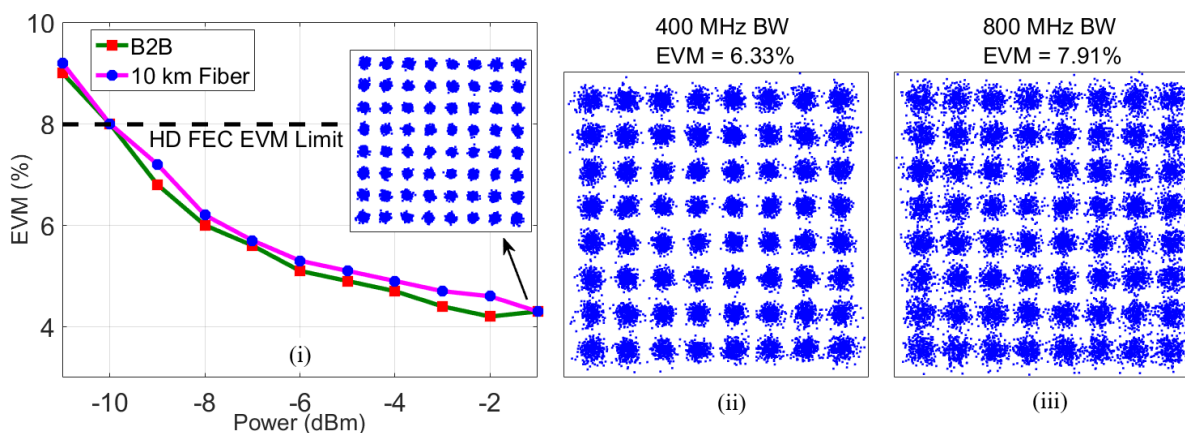 10
8
6
4
EVM (%)
B2B
10 km Fiber
HD FEC EVM Limit
(i)
-10
-8
-6
-4
-2
Power (dBm)
400 MHz BW
EVM = 6.33%
(ii)
800 MHz BW
EVM = 7.91%
(iii)